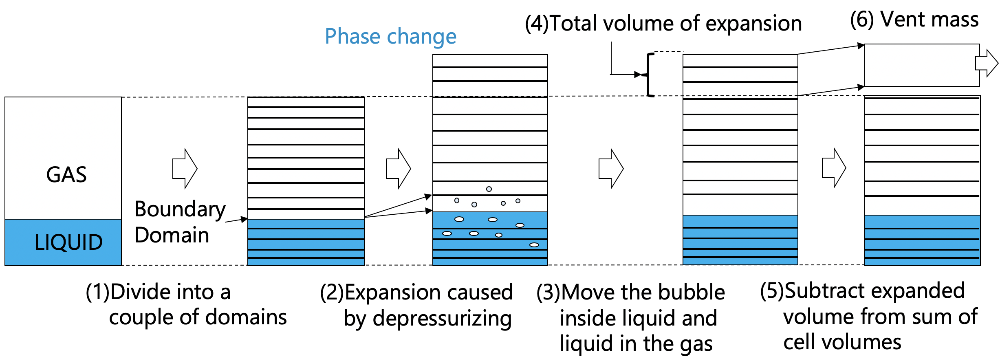 Phase change
(4)Total volume of expansion
(6) Vent mass
GAS
LIQUID
Boundary
Domain
(1)Divide into a
couple of domains
(2)Expansion caused
by depressurizing
(3)Move the bubble
inside liquid and
liquid in the gas
(5)Subtract expanded
volume from sum of
cell volumes